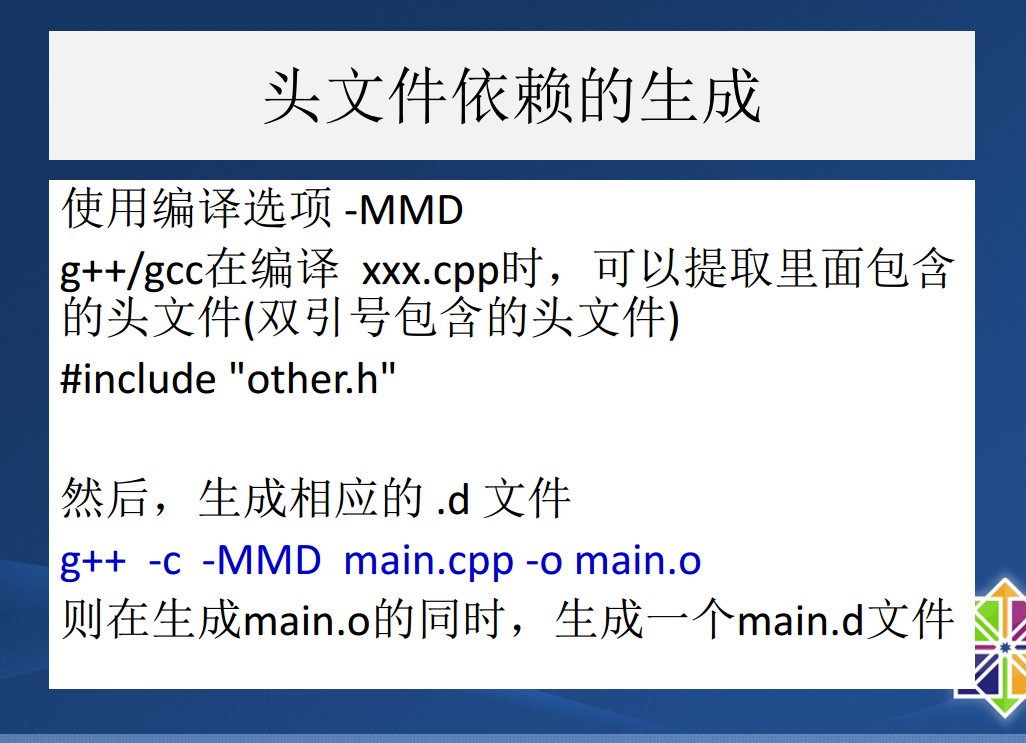 头文件依赖的生成
使用编译选项 -MMD
g++/gcc在编译 xxx.cpp时，可以提取里面包含
的头文件(双引号包含的头文件)
#include "other.h"
然后，生成相应的 .d 文件
g++ -c -MMD main.cpp -o main.o
则在生成main.o的同时，生成一个main.d文件